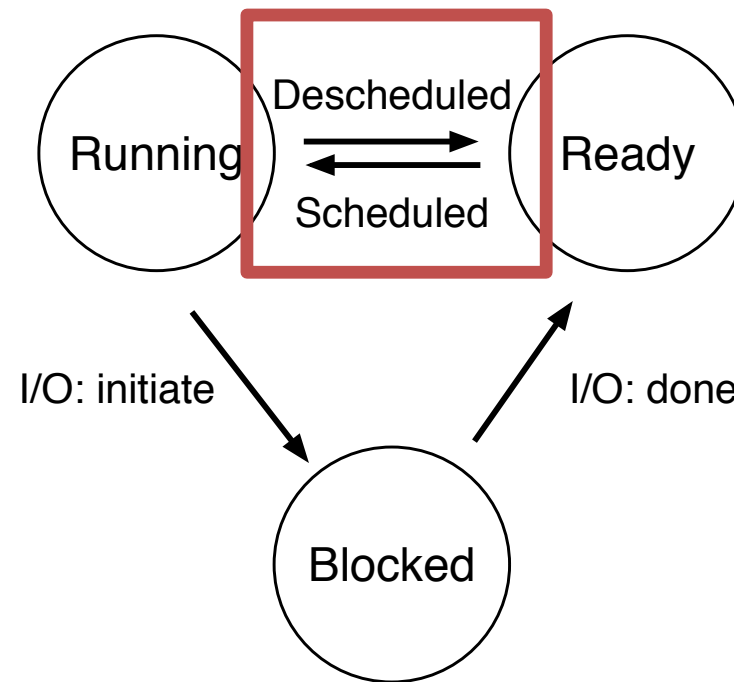 Descheduled
Running
Ready
Scheduled
I/O: initiate
I/O: done
Blocked